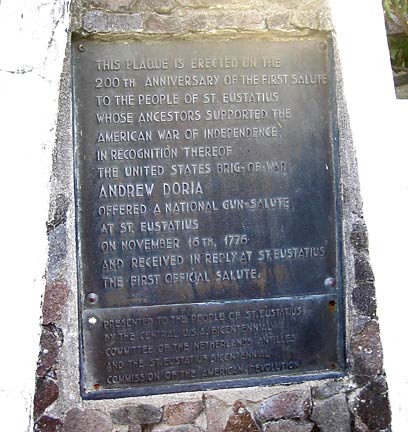 THIS PLAQUE IS ERECTED ON THE
200TH ANNIVERSARY OF THE FIRST SALUTE
TO THE PEOPLE OF ST. EUSTATIUS
WHOSE ANCESTORS SUPPORTED THE
AMERICAN WAR OF INDEPENDENCE,
IN RECOGNITION THEREOF
THE UNITED STATES BRIG-OF-WAR
ANDREW DORIA
OFFERED A NATIONAL GUN-SALUTE,
AT ST. EUSTATIUS
ON NOVEMBER 16TH, 1776
AND RECEIVED IN REPLY AT ST. EUSTATIUS
THE FIRST OFFICIAL SALUTE.
PRESENTED TO THE PEOPLE OF ST. EUSTATIUS
BY THE CENTRAL U.S.A. BICENTENNIAL
COMMITTEE OF THE NETHERLANDS ANTILLES
AND THE ST. EUSTATIUS BICENTENNIAL
COMMISSION OF THE AMERICAN REVOLUTION